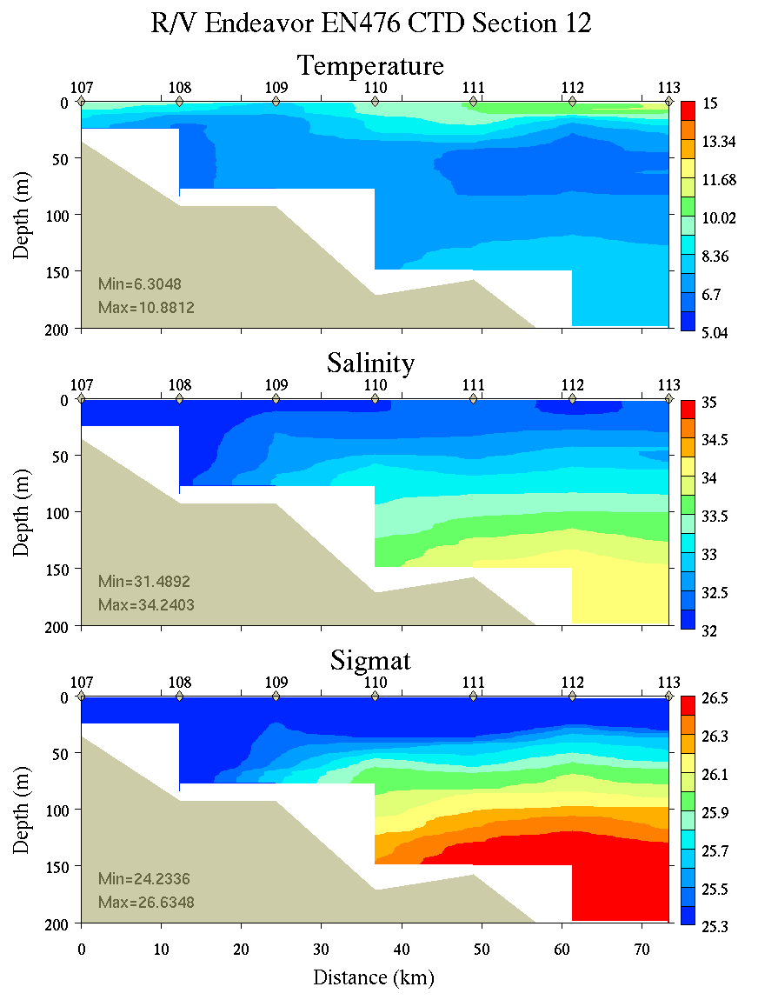 R/V Endeavor EN476 CTD Section 12
Temperature
107 108 109 110 111 112 113
0
50
100
150
200
Depth (m)
Min=6.3048
Max=10.8812
15
13.34
11.68
10.02
8.36
6.7
5.04
Salinity
107 108 109 110 111 112 113
0
50
100
150
200
Depth (m)
Min=31.4892
Max=34.2403
35
34.5
34
33.5
33
32.5
32
Sigmat
107 108 109 110 111 112 113
0
50
100
150
200
Depth (m)
Min=24.2336
Max=26.6348
26.5
26.3
26.1
25.9
25.7
25.5
25.3
0 10 20 30 40 50 60 70
Distance (km)